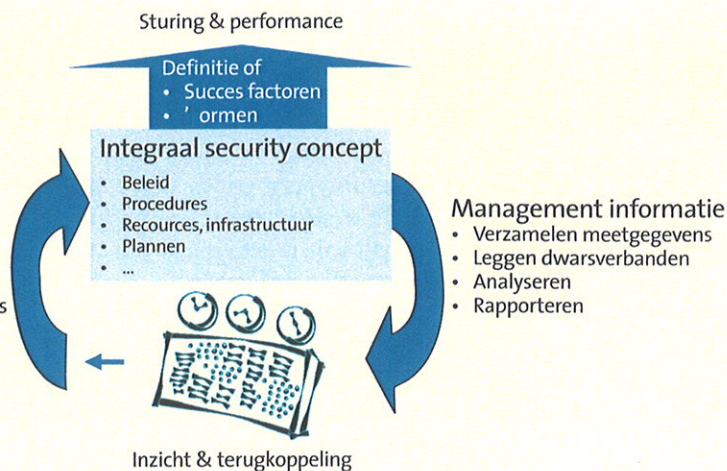 Sturing & performance
Definitie of
• Succes factoren
• ' ormen
Integraal security concept
• Beleid
• Procedures
• Recources, infrastructuur
• Plannen
• ...
Management informatie
• Verzamelen meetgegevens
• Leggen dwarsverbanden
• Analyseren
• Rapporteren
s
Inzicht & terugkoppeling